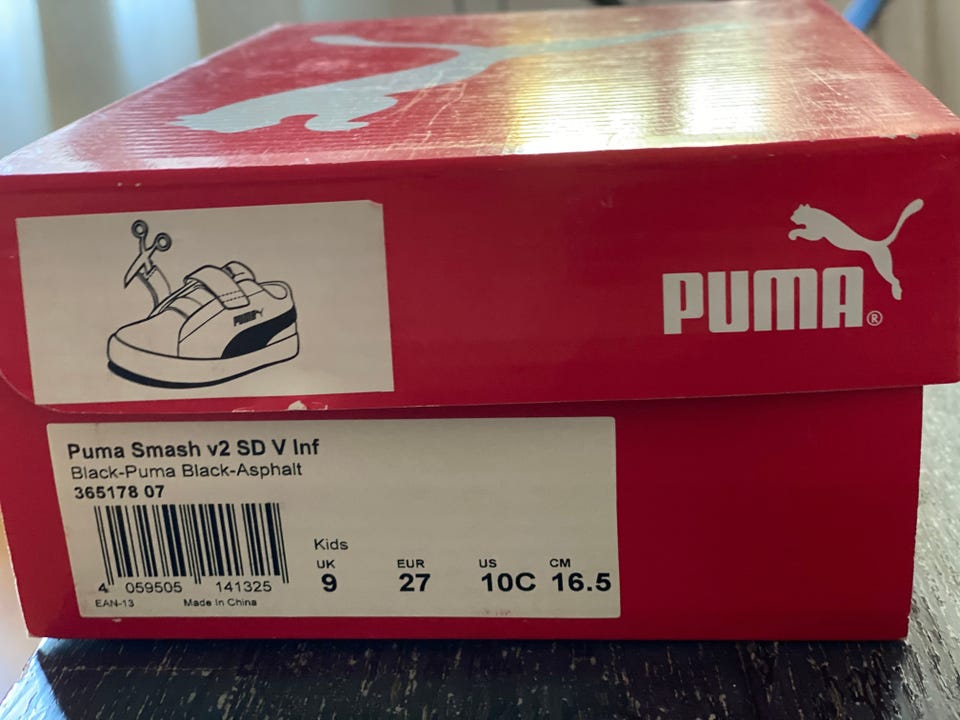 PUMA®
PUMA
Puma Smash v2 SD V Inf
Black-Puma Black-Asphalt
365178 07
4 059505 141325
EAN-13 Made In China
Kids
UK EUR US CM
9 27 10C 16.5